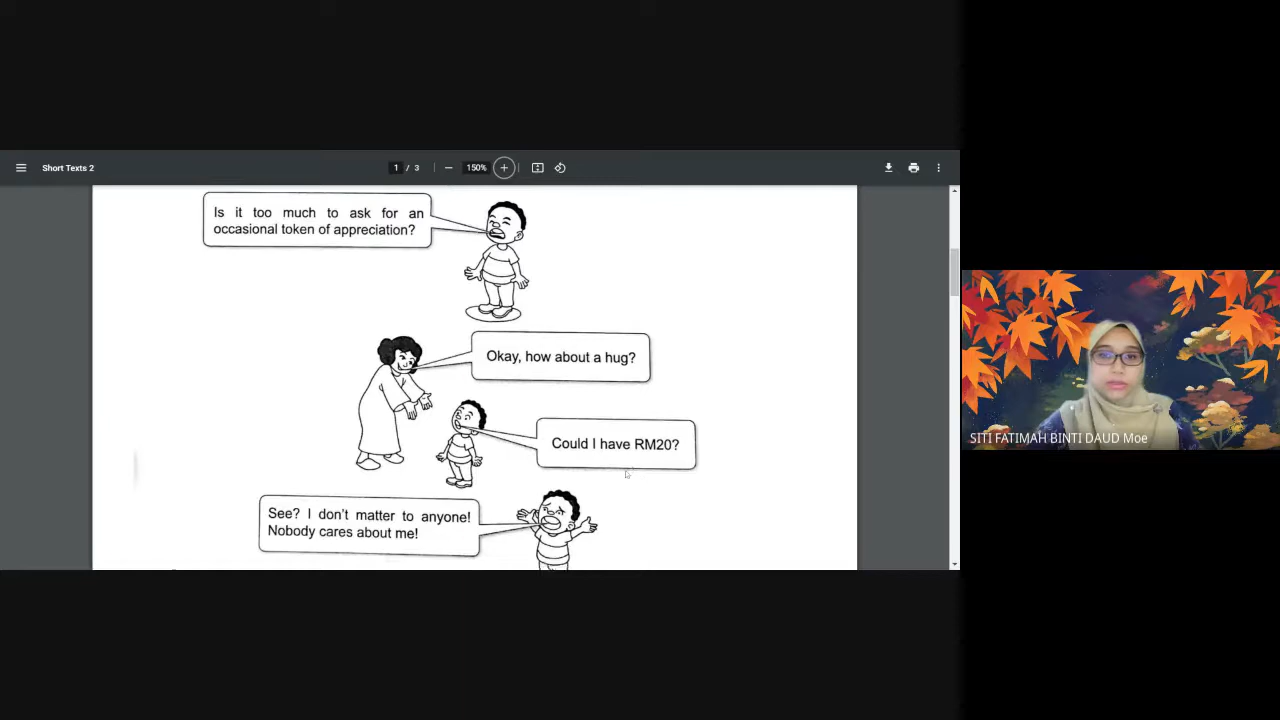 Short Texts 2
1 / 3
150%
Is it too much to ask for an
occasional token of appreciation?
Okay, how about a hug?
Could I have RM20?
See? I don't matter to anyone!
Nobody cares about me!
SITI FATIMAH BINTI DAUD Moe